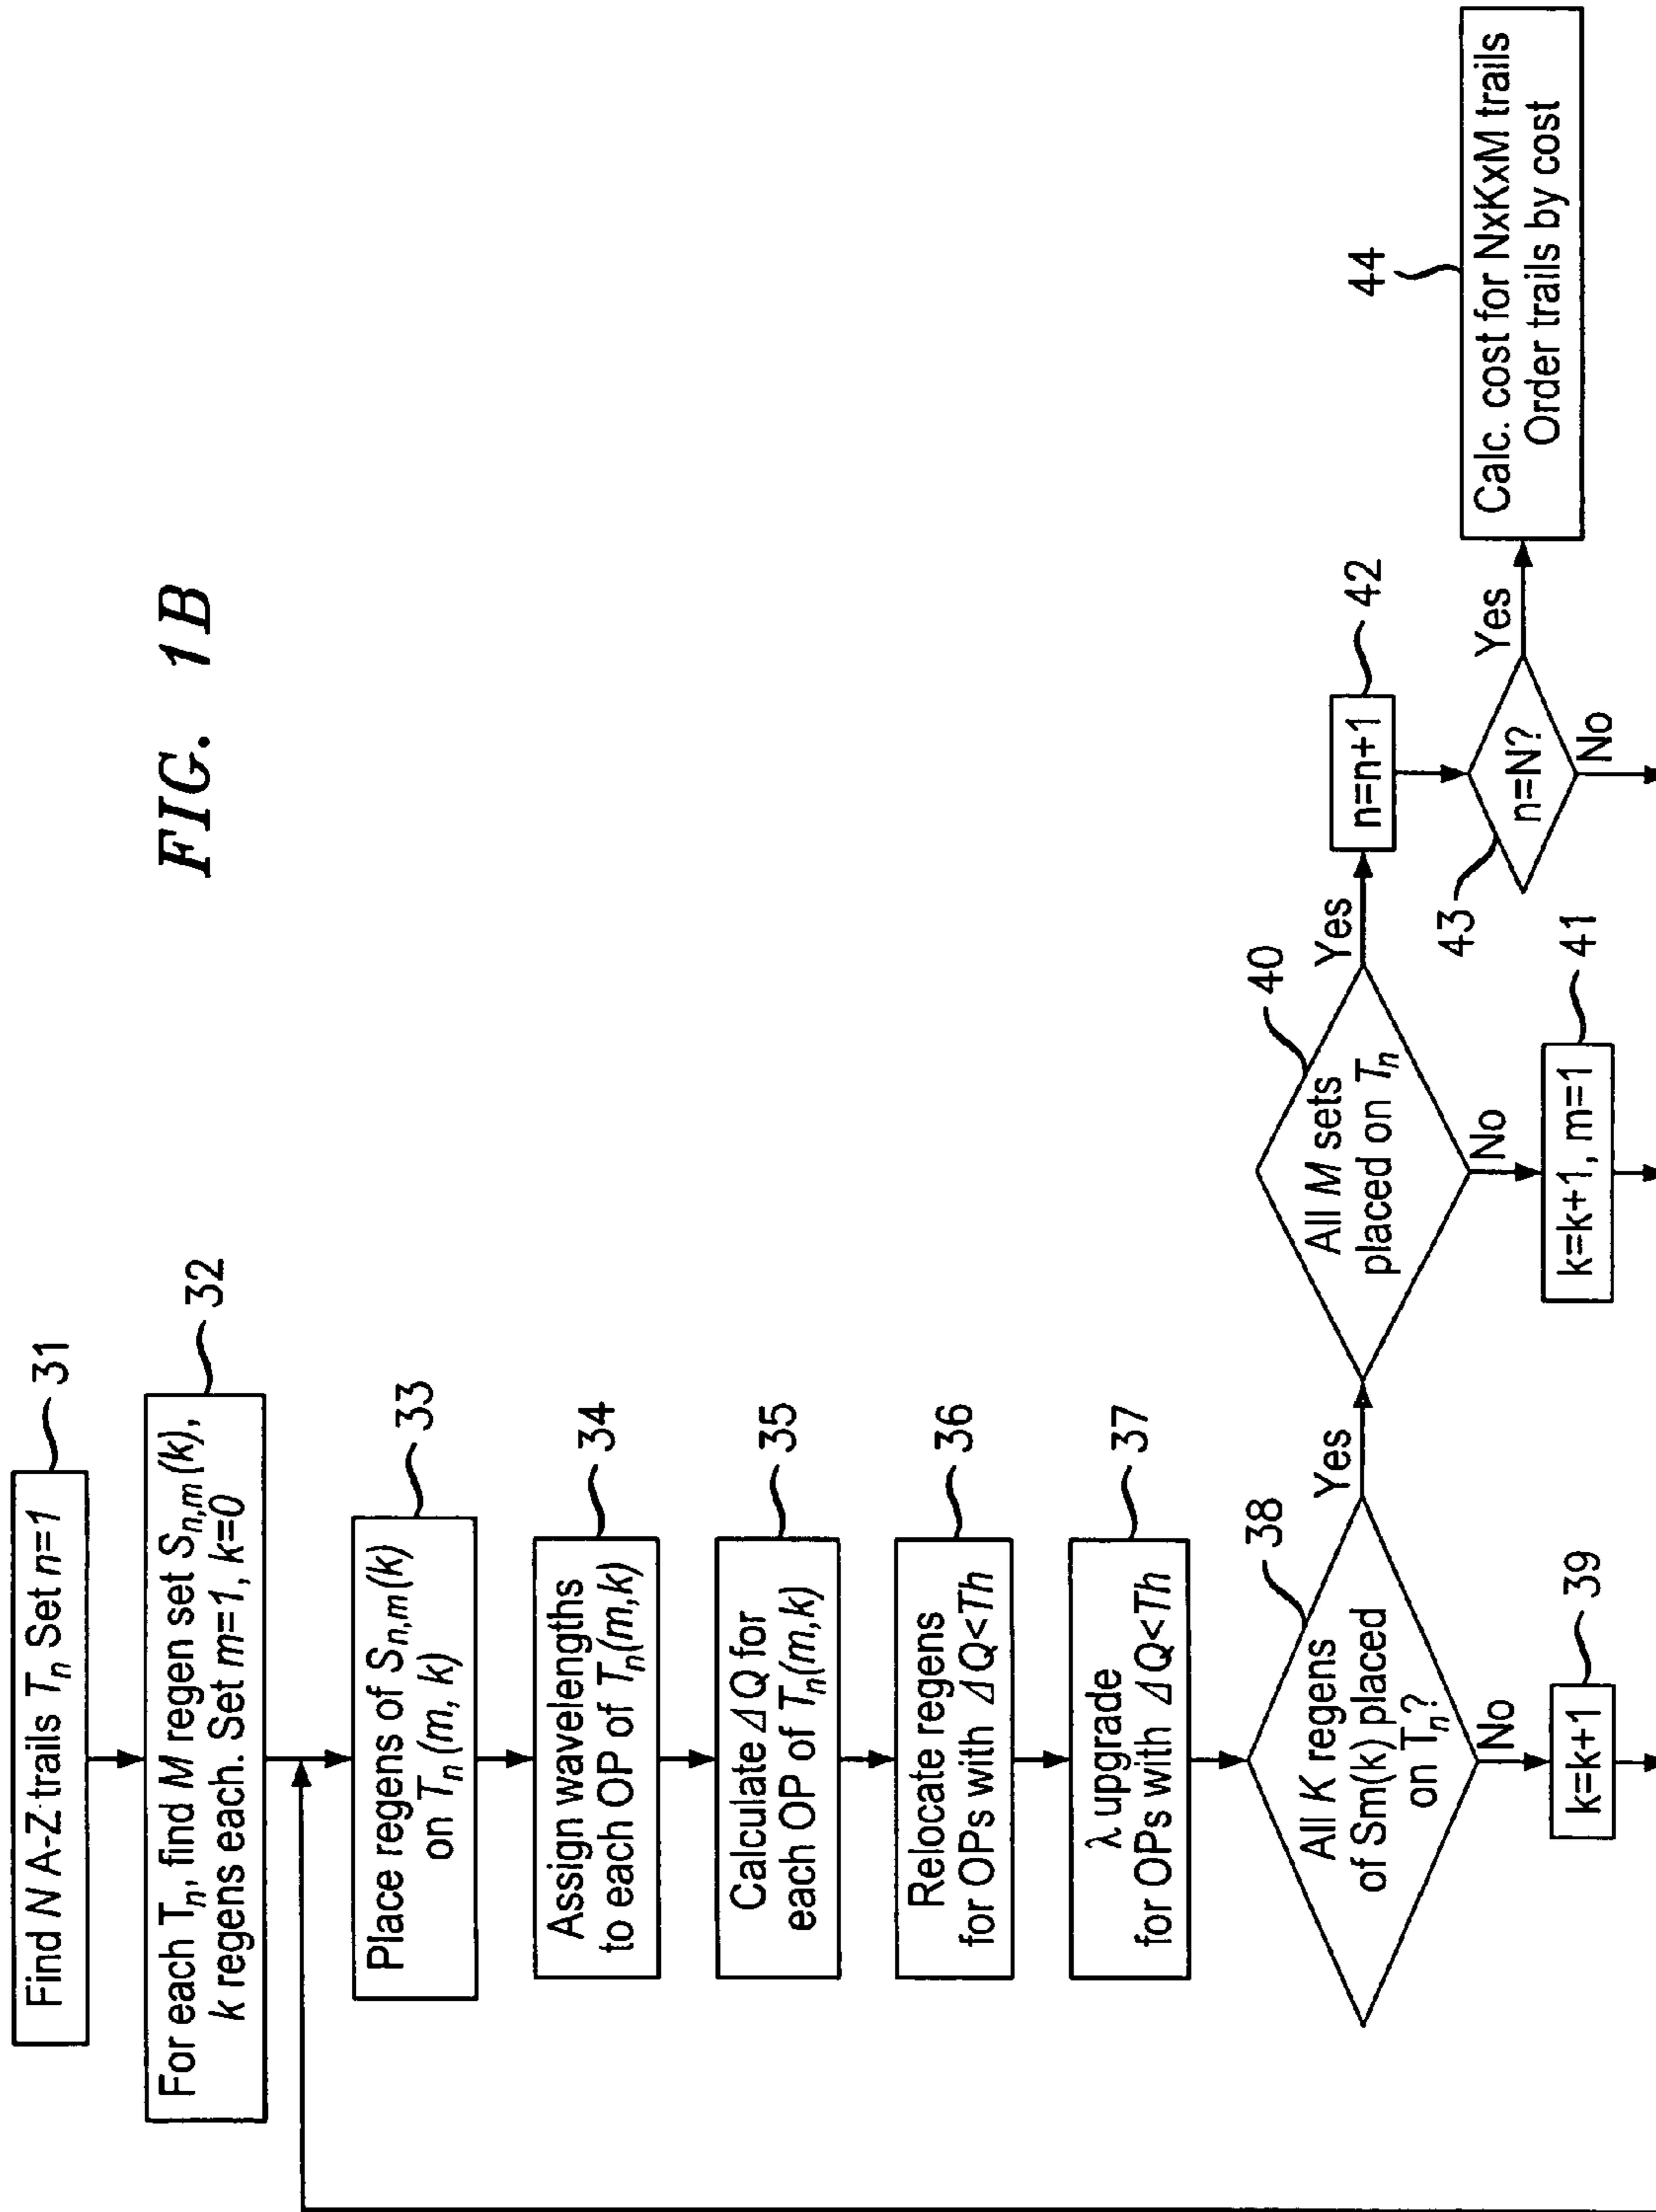 FIG. 1B
Find N A-Z trails Tn Set n=1
31
For each Tn, find M regen set Sn,m(k),
k regens each. Set m=1, k=0
32
Place regens of Sn,m(k)
on Tn(m, k)
33
Assign wavelengths
to each OP of Tn(m,k)
34
Calculate ΔQ for
each OP of Tn(m,k)
35
Relocate regens
for OPs with ΔQ<Th
36
λ upgrade
for OPs with ΔQ<Th
37
All K regens
of Sm(k) placed
on Tn?
38
Yes
No
k=k+1
39
All M sets
placed on Tn
40
Yes
No
k=k+1, m=1
41
n=n+1
42
n=N?
43
Yes
No
Calc. cost for NxKxM trails
Order trails by cost
44